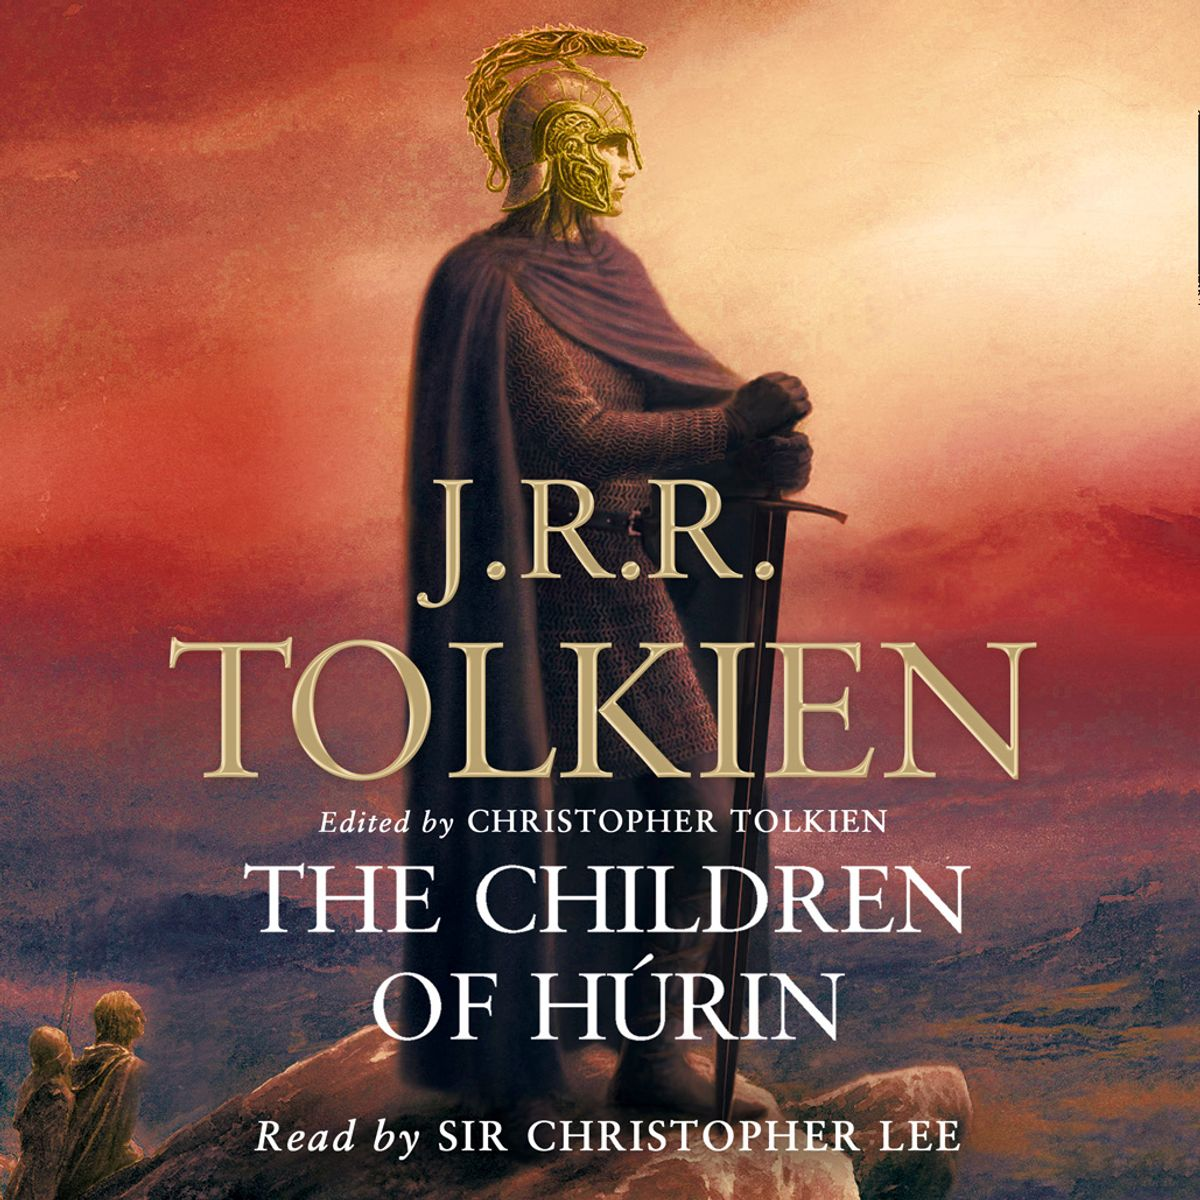 J.R.R.
TOLKIEN
Edited by CHRISTOPHER TOLKIEN
THE CHILDREN
OF HÚRIN
Read by SIR CHRISTOPHER LEE